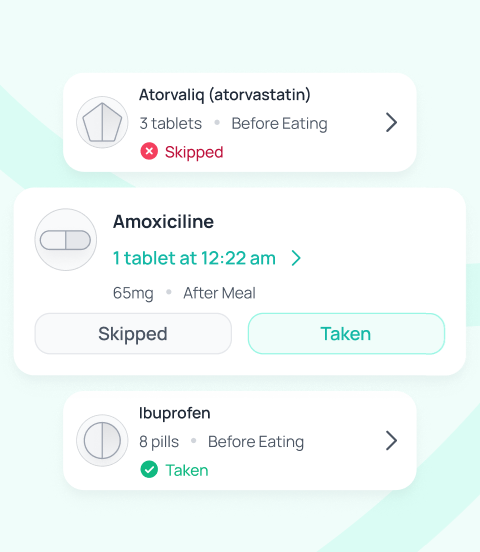 Atorvaliq (atorvastatin)
3 tablets • Before Eating
Skipped
Amoxiciline
1 tablet at 12:22 am
65mg • After Meal
Skipped Taken
Ibuprofen
8 pills • Before Eating
Taken